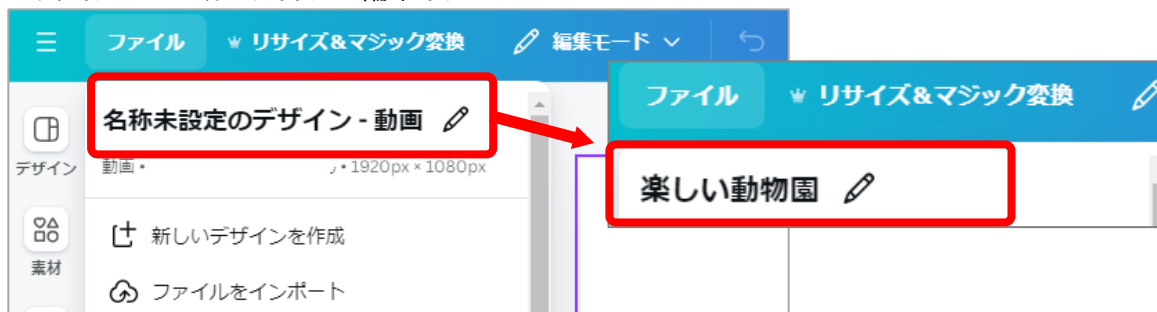 ファイル
リサイズ&マジック変換
編集モード
名称未設定のデザイン - 動画
動画 •
• 1920px × 1080px
デザイン
新しいデザインを作成
素材
ファイルをインポート
ファイル
リサイズ&マジック変換
楽しい動物園